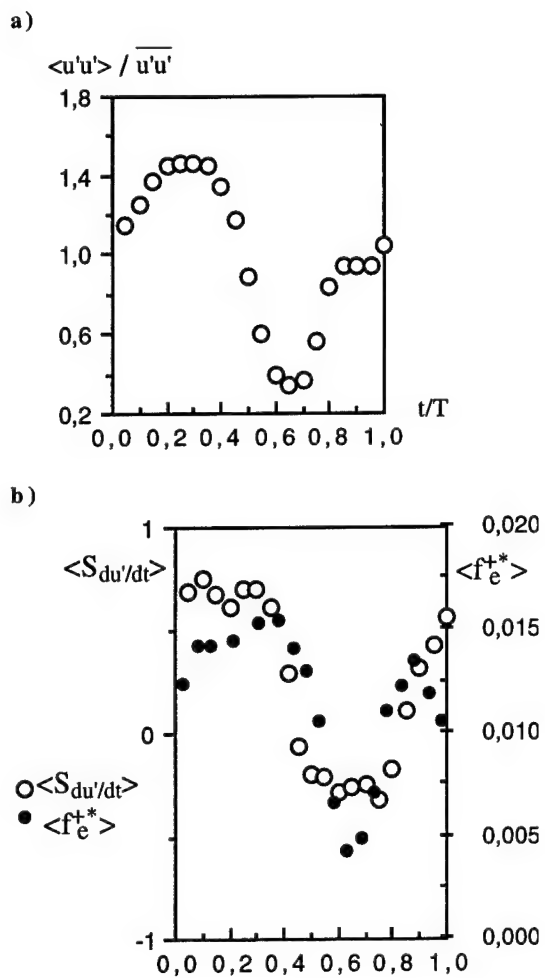 a)
<u'u'> / u'u'
1,8
1,4
1,0
0,6
0,2
0,0 0,2 0,4 0,6 0,8 1,0
t/T
b)
1 0,020
<S_du'/dt> <f_e^+*>
0,015
0 0,010
<S_du'/dt>
<f_e^+*>
0,005
-1 0,000
0,0 0,2 0,4 0,6 0,8 1,0